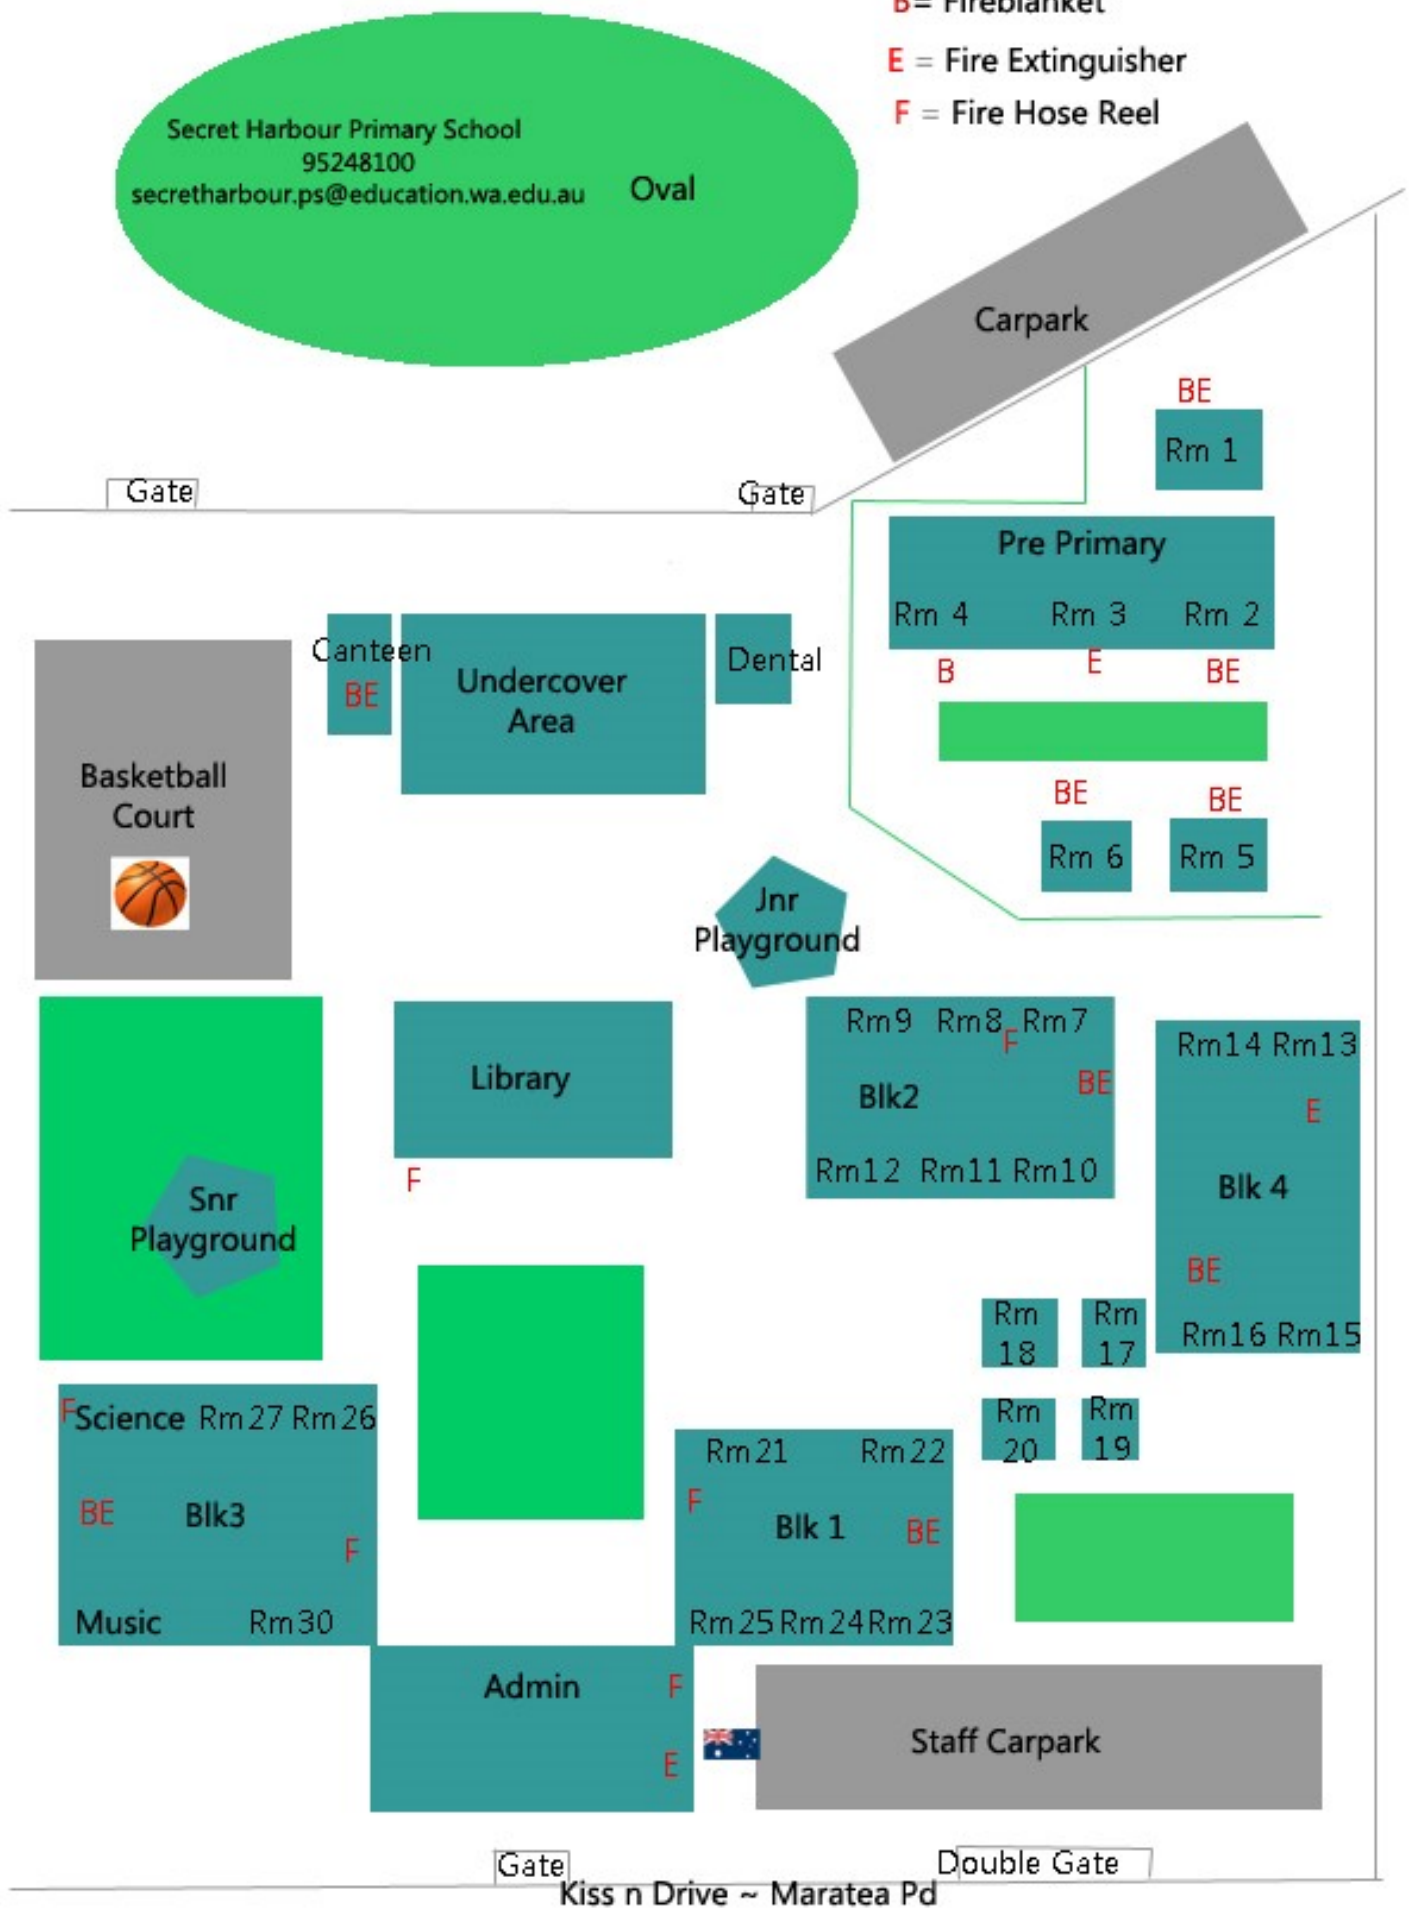 B= Fireblanket
E = Fire Extinguisher
F = Fire Hose Reel
Secret Harbour Primary School
95248100
secretharbour.ps@education.wa.edu.au
Oval
Carpark
BE
Rm 1
Gate
Gate
Pre Primary
Rm 4 Rm 3 Rm 2
B E BE
Canteen
BE
Undercover
Area
Dental
Basketball
Court
BE BE
Rm 6 Rm 5
Jnr
Playground
Library
F
Rm9 Rm8 Rm7
F
Blk2
BE
Rm12 Rm11 Rm10
Rm14 Rm13
E
Blk 4
BE
Rm16 Rm15
Snr
Playground
Rm
18
Rm
17
Rm
20
Rm
19
F
Science Rm27 Rm26
BE Blk3
F
Music Rm30
Rm21 Rm22
F
Blk 1 BE
Rm25 Rm24 Rm23
Admin F
E
Staff Carpark
Gate
Double Gate
Kiss n Drive ~ Maratea Pd